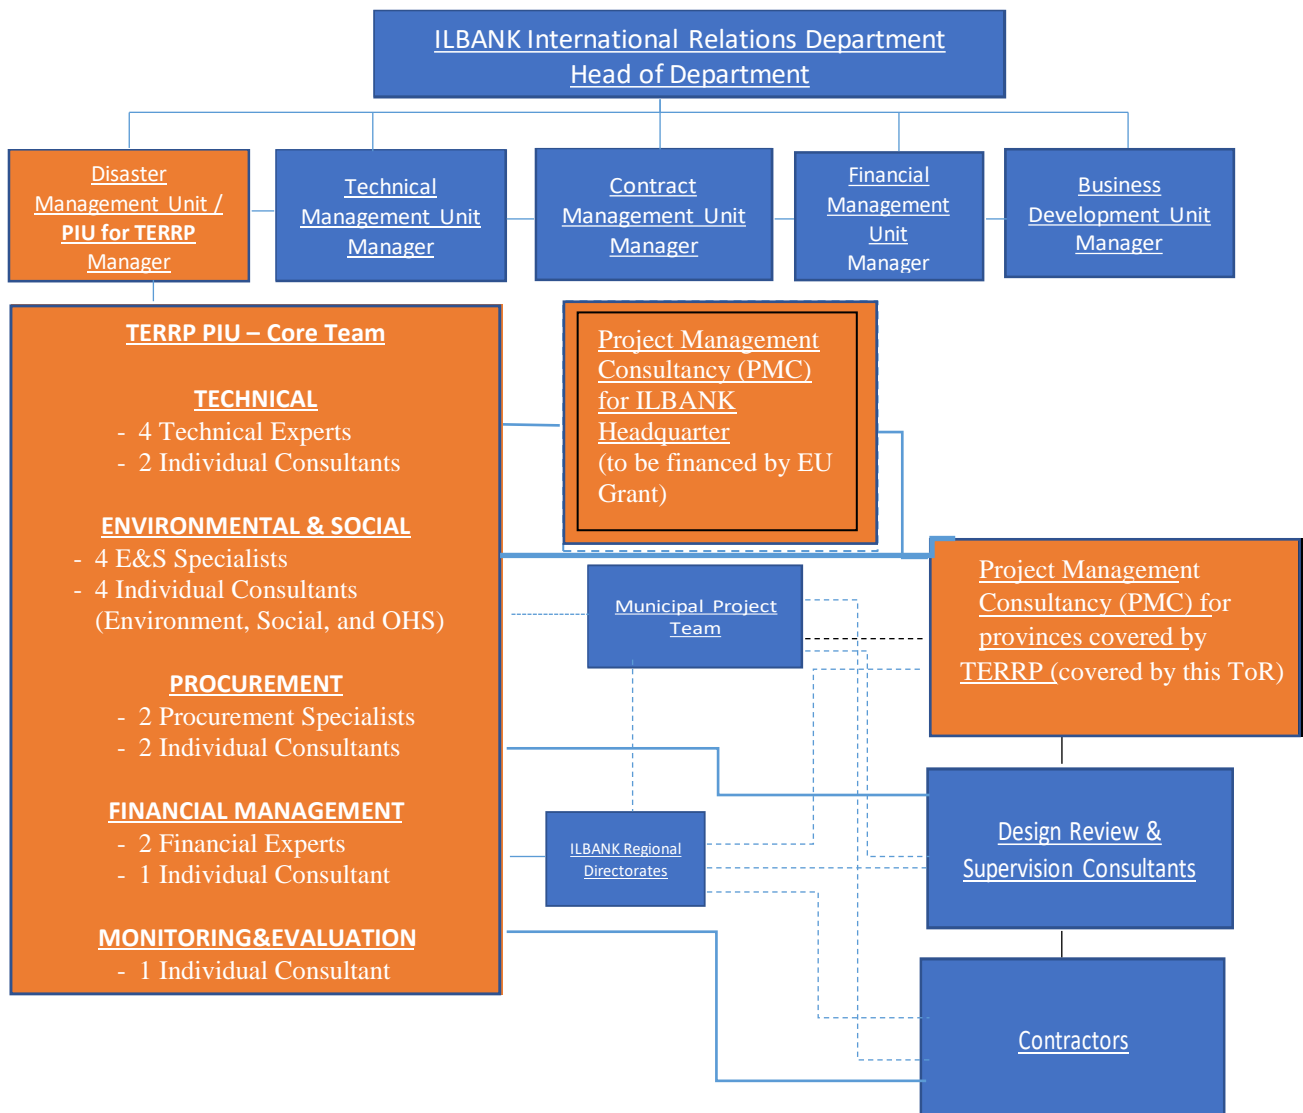 ILBANK International Relations Department
Head of Department
Disaster
Management Unit /
PIU for TERRP
Manager
Technical
Management Unit
Manager
Contract
Management Unit
Manager
Financial
Management
Unit
Manager
Business
Development Unit
Manager
TERRP PIU – Core Team
TECHNICAL
- 4 Technical Experts
- 2 Individual Consultants
ENVIRONMENTAL & SOCIAL
- 4 E&S Specialists
- 4 Individual Consultants
(Environment, Social, and OHS)
PROCUREMENT
- 2 Procurement Specialists
- 2 Individual Consultants
FINANCIAL MANAGEMENT
- 2 Financial Experts
- 1 Individual Consultant
MONITORING&EVALUATION
- 1 Individual Consultant
Project Management
Consultancy (PMC)
for ILBANK
Headquarter
(to be financed by EU
Grant)
Municipal Project
Team
Project Management
Consultancy (PMC) for
provinces covered by
TERRP (covered by this ToR)
ILBANK Regional
Directorates
Design Review &
Supervision Consultants
Contractors